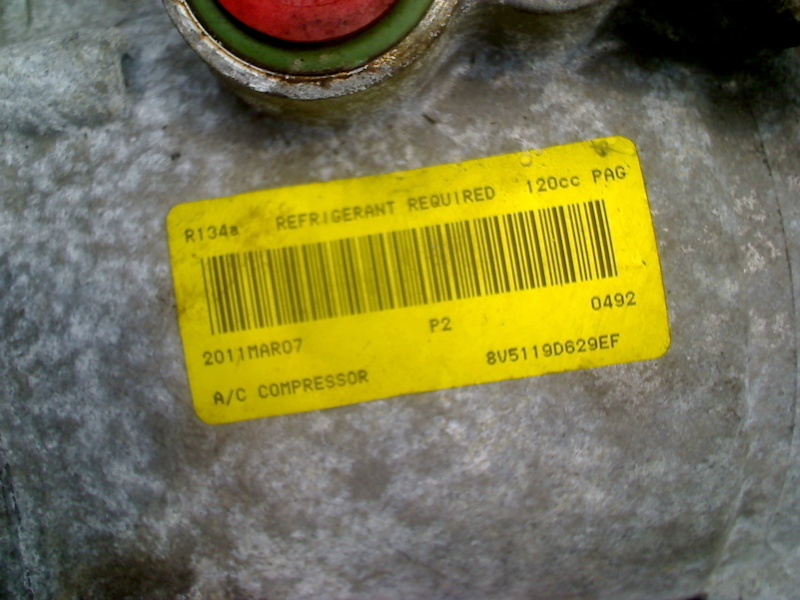 R134a REFRIGERANT REQUIRED 120cc PAG
P2 0492
2011MAR07 8V5119D629EF
A/C COMPRESSOR